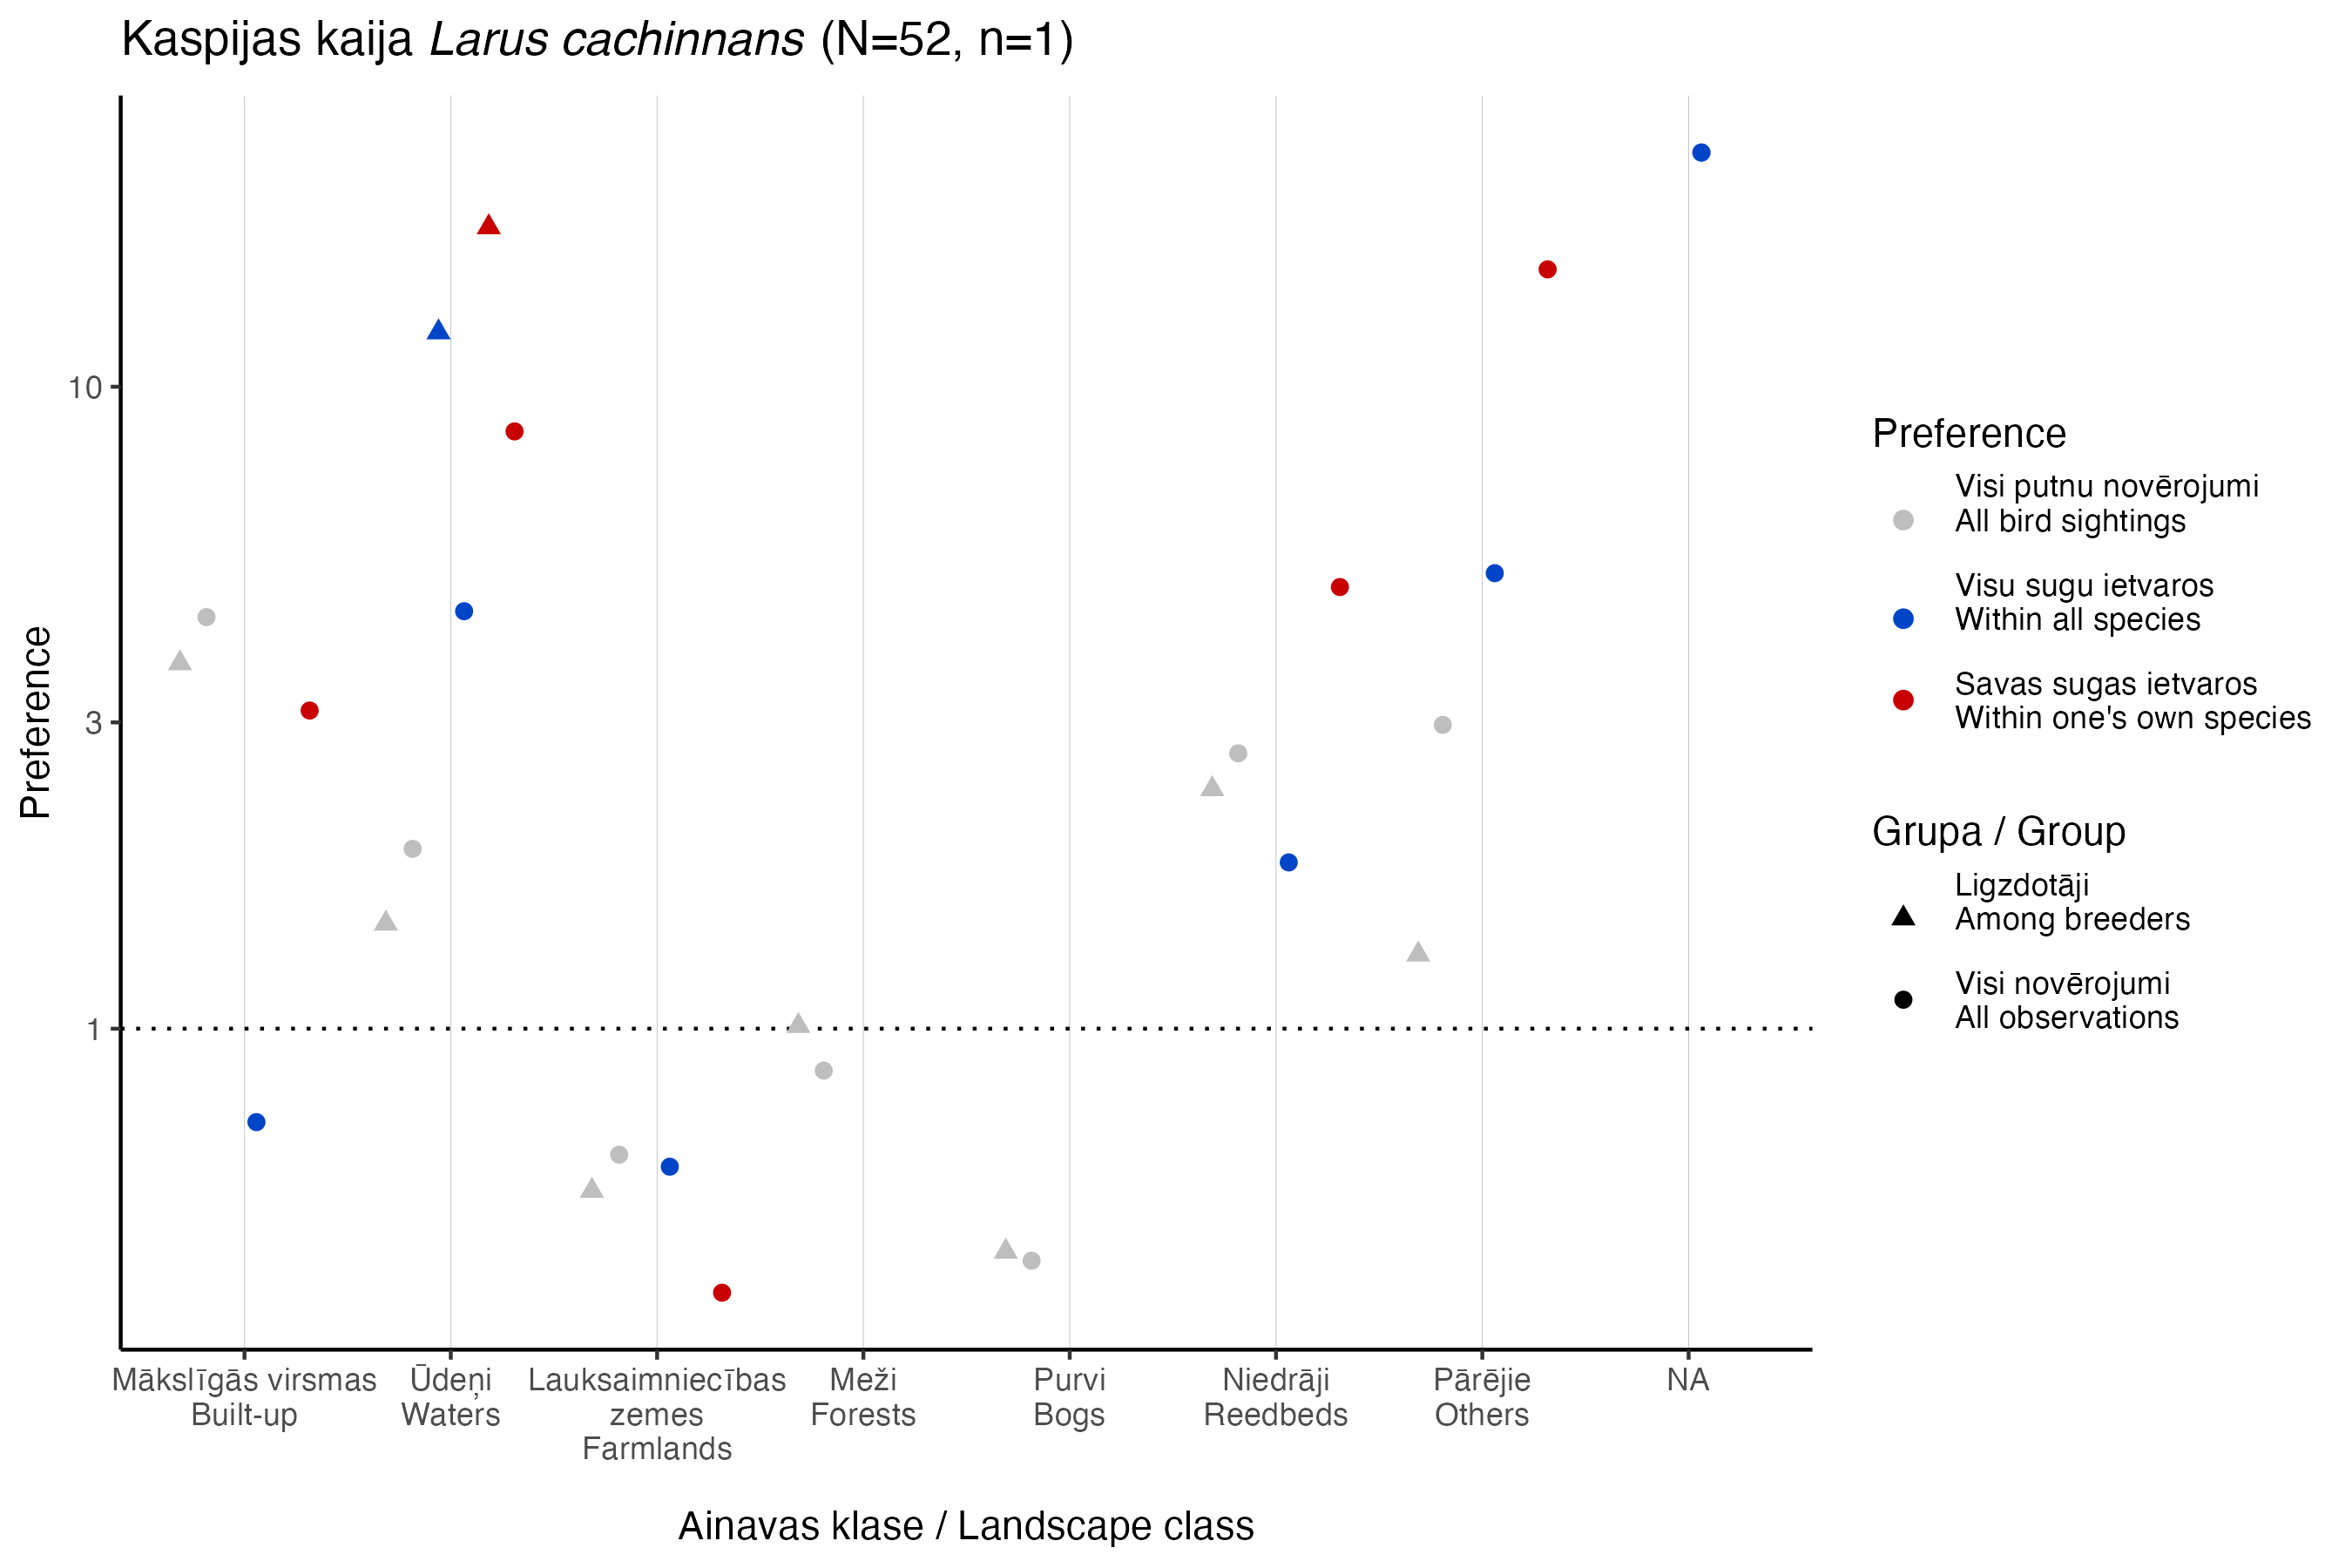 Kaspijas kaija Larus cachinnans (N=52, n=1)
Preference
10
3
1
Mākslīgās virsmas
Built-up
Ūdeņi
Waters
Lauksaimniecības
zemes
Farmlands
Meži
Forests
Purvi
Bogs
Niedrāji
Reedbeds
Pārējie
Others
NA
Ainavas klase / Landscape class
Preference
Visi putnu novērojumi
All bird sightings
Visu sugu ietvaros
Within all species
Savas sugas ietvaros
Within one's own species
Grupa / Group
Ligzdotāji
Among breeders
Visi novērojumi
All observations